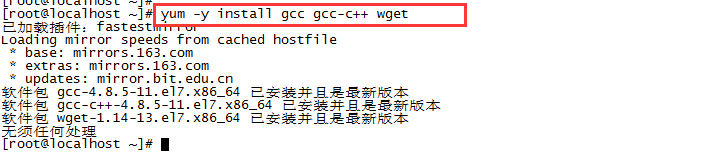 [root@localhost ~]#
[root@localhost ~]# yum -y install gcc gcc-c++ wget
已加载插件：fastestmirror
Loading mirror speeds from cached hostfile
* base: mirrors.163.com
* extras: mirrors.163.com
* updates: mirror.bit.edu.cn
软件包 gcc-4.8.5-11.el7.x86_64 已安装并且是最新版本
软件包 gcc-c++-4.8.5-11.el7.x86_64 已安装并且是最新版本
软件包 wget-1.14-13.el7.x86_64 已安装并且是最新版本
无须任何处理
[root@localhost ~]#